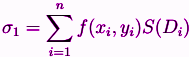 σ₁ = ∑ᵢ₌₁ⁿ f(xᵢ, yᵢ)S(Dᵢ)